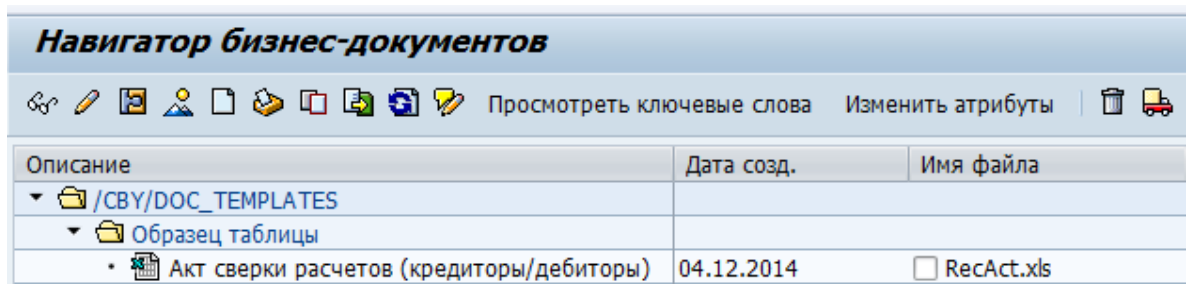 Навигатор бизнес-документов
Просмотреть ключевые слова Изменить атрибуты
Описание Дата созд. Имя файла
/CBY/DOC_TEMPLATES
Образец таблицы
Акт сверки расчетов (кредиторы/дебиторы) 04.12.2014 RecAct.xls